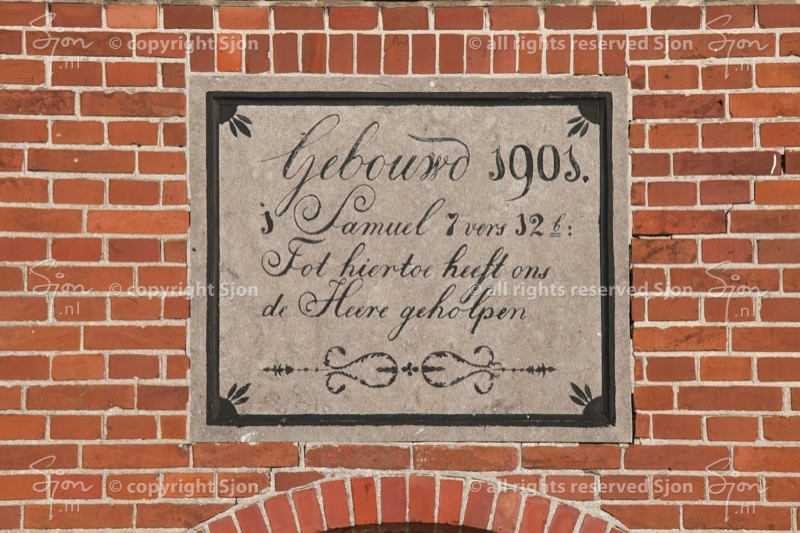 Sjon .nl © copyright Sjon © all rights reserved Sjon Sjon .nl
Gebouwd 1901.
1 Samuel 7 vers 12 b:
Tot hiertoe heeft ons
Sjon .nl © copyright Sjon © all rights reserved Sjon Sjon .nl
de Heere geholpen
Sjon .nl © copyright Sjon © all rights reserved Sjon Sjon .nl